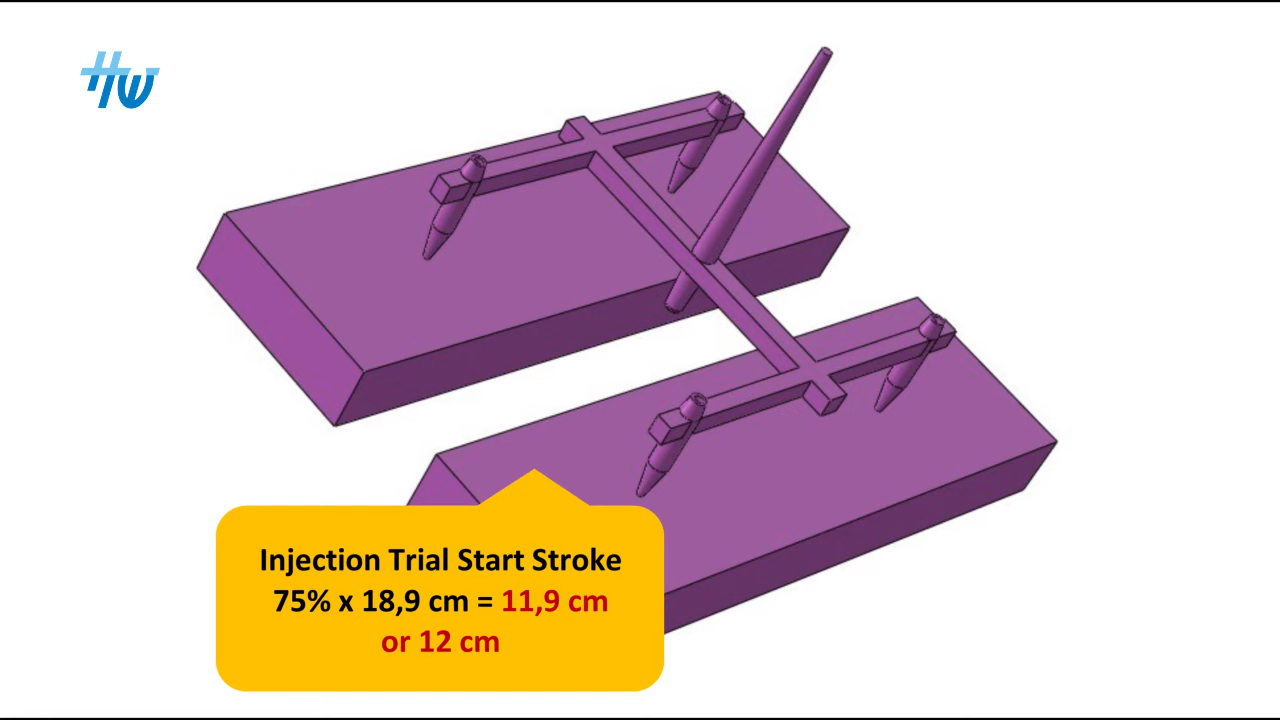 Injection Trial Start Stroke
75% x 18,9 cm = 11,9 cm
or 12 cm